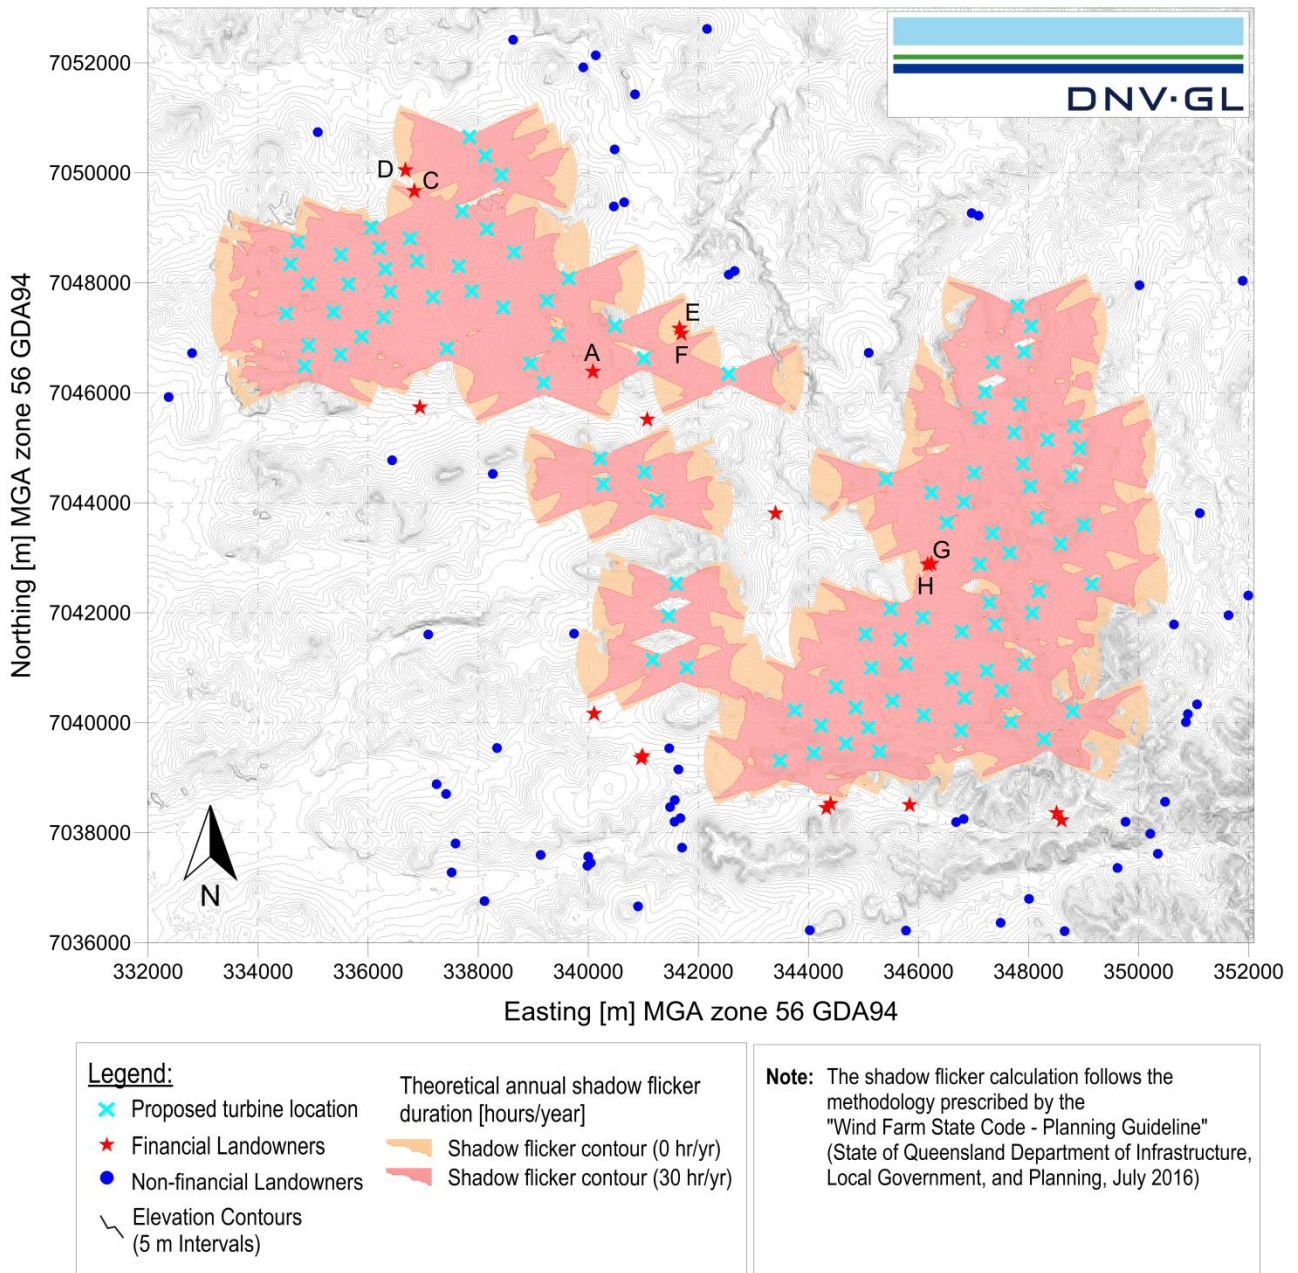 7052000
7050000
7048000
7046000
7044000
7042000
7040000
7038000
7036000
Northing [m] MGA zone 56 GDA94
DNV·GL
D
C
E
F
A
G
H
N
332000 334000 336000 338000 340000 342000 344000 346000 348000 350000 352000
Easting [m] MGA zone 56 GDA94
Legend:
Proposed turbine location
Financial Landowners
Non-financial Landowners
Elevation Contours
(5 m Intervals)
Theoretical annual shadow flicker
duration [hours/year]
Shadow flicker contour (0 hr/yr)
Shadow flicker contour (30 hr/yr)
Note: The shadow flicker calculation follows the
methodology prescribed by the
"Wind Farm State Code - Planning Guideline"
(State of Queensland Department of Infrastructure,
Local Government, and Planning, July 2016)